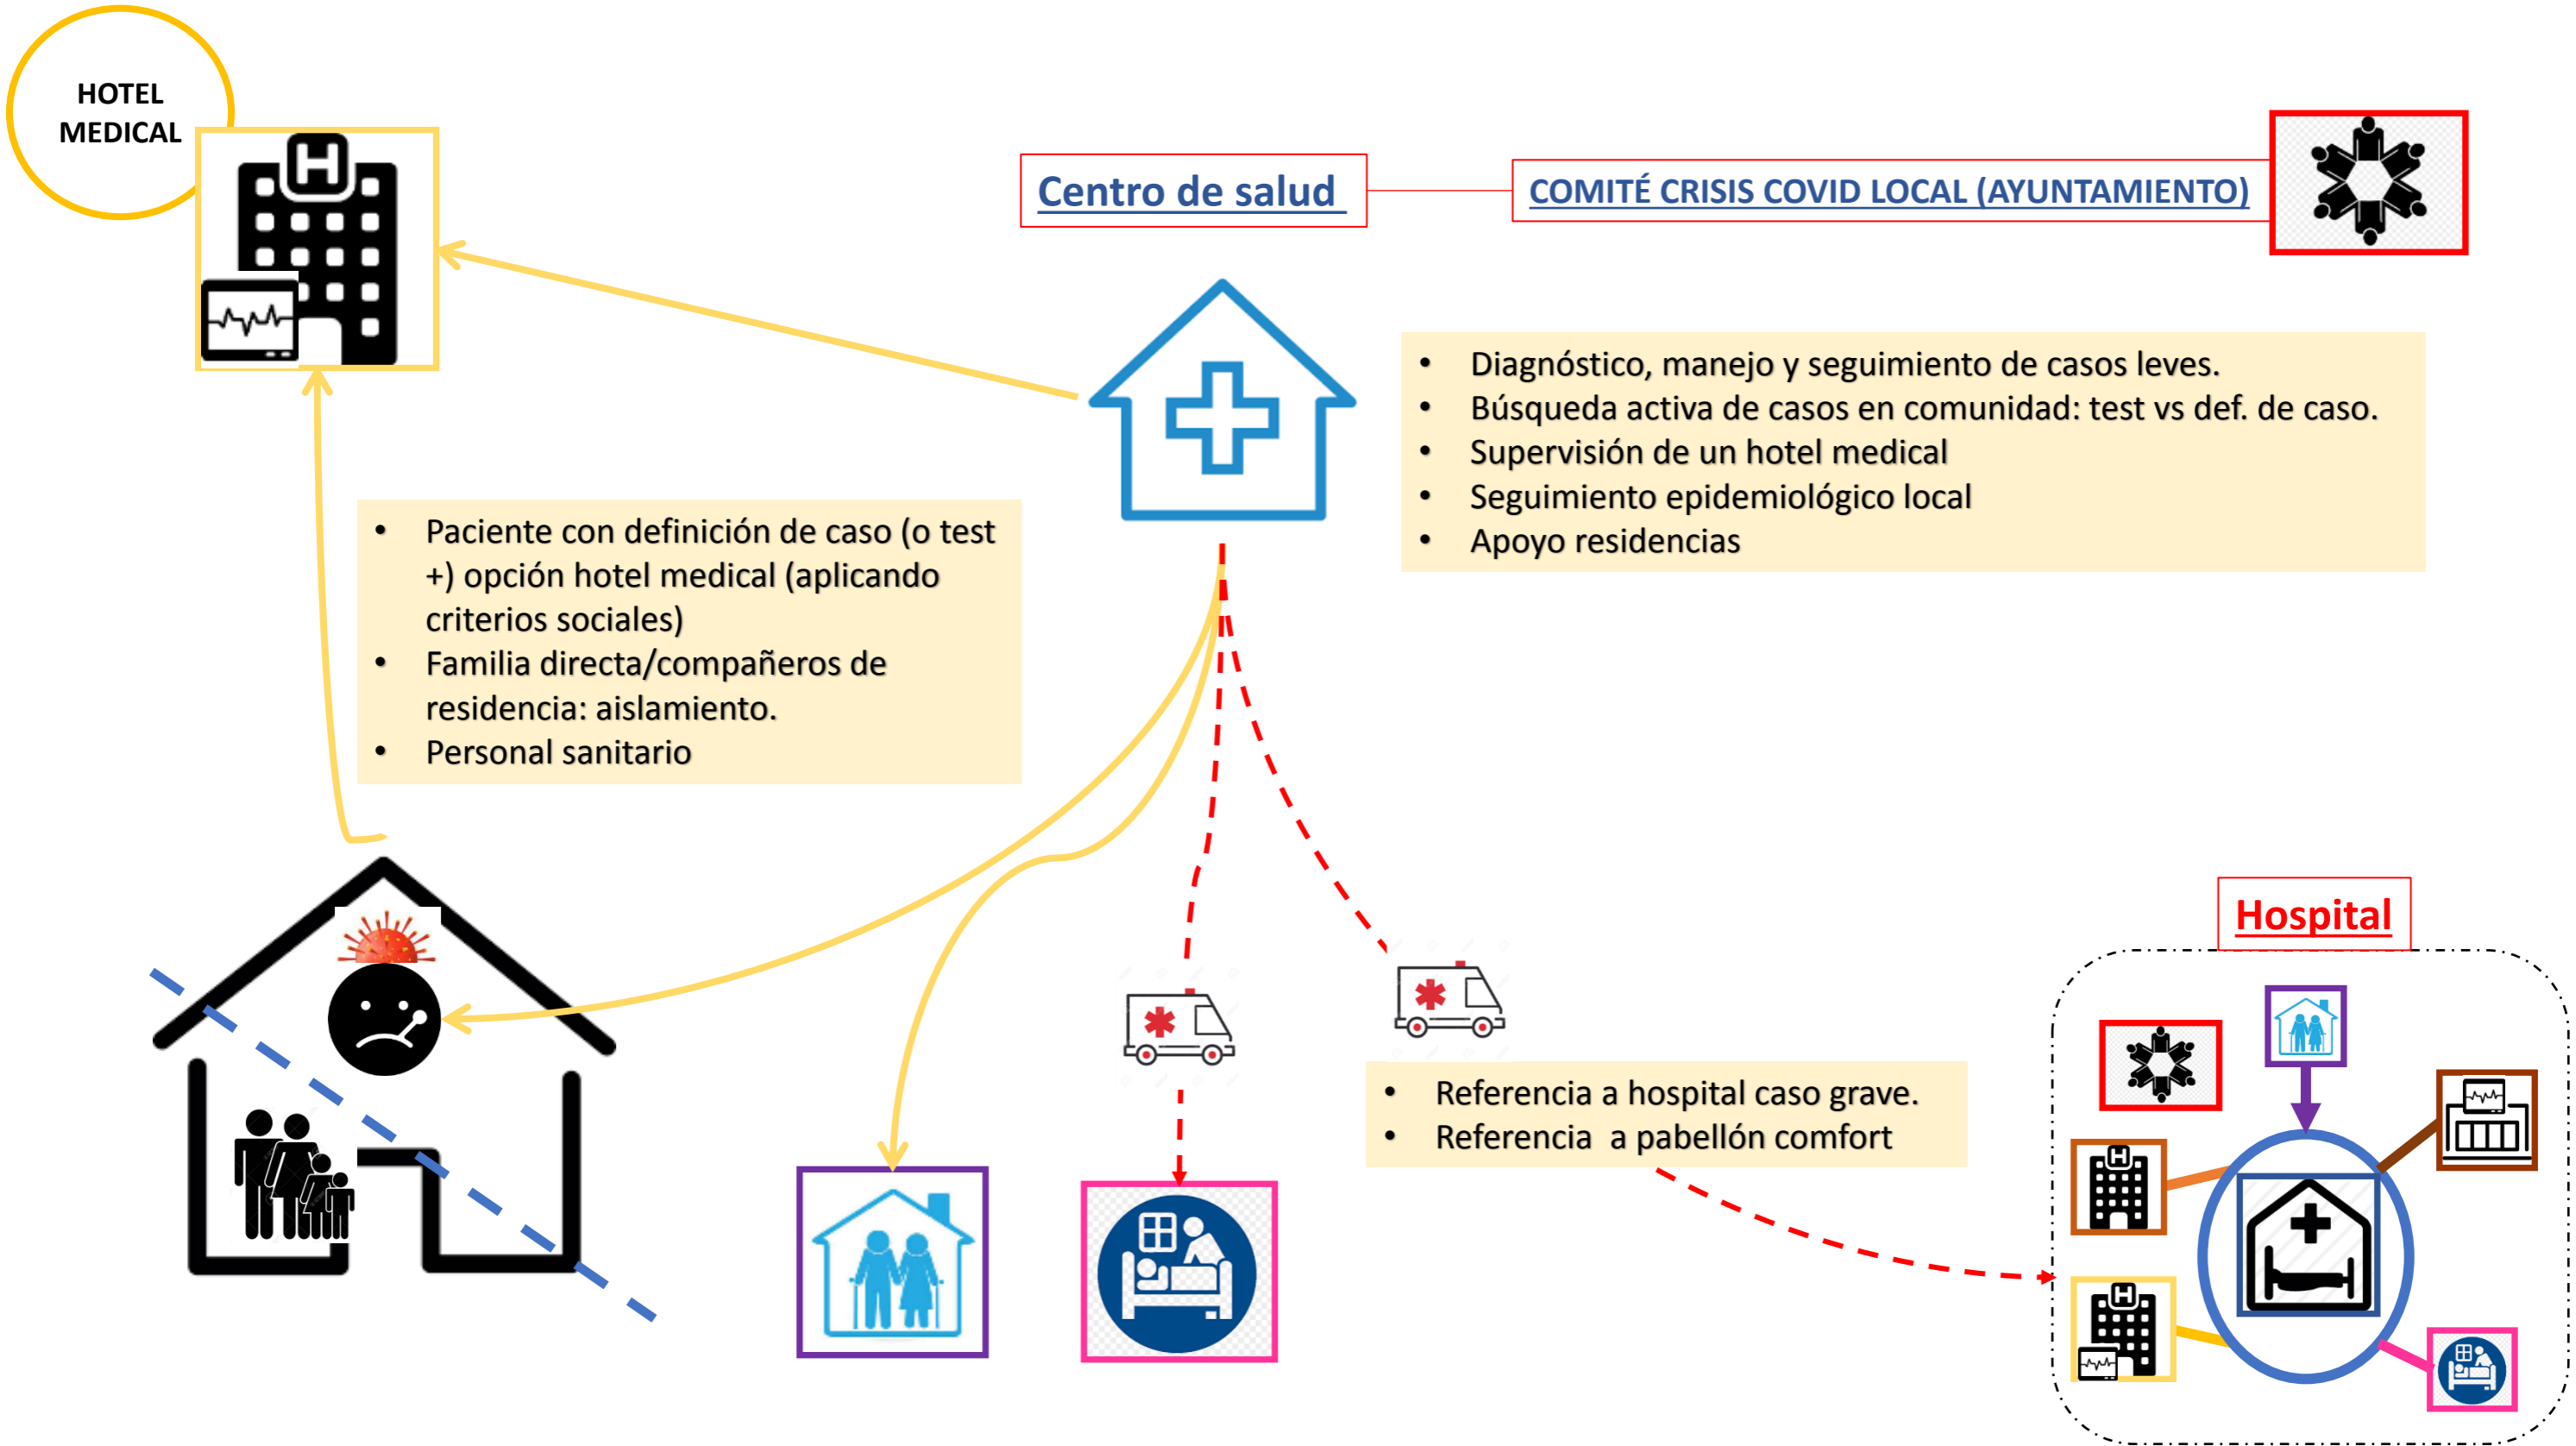 HOTEL
MEDICAL
Centro de salud
COMITÉ CRISIS COVID LOCAL (AYUNTAMIENTO)
• Diagnóstico, manejo y seguimiento de casos leves.
• Búsqueda activa de casos en comunidad: test vs def. de caso.
• Supervisión de un hotel medical
• Seguimiento epidemiológico local
• Apoyo residencias
• Paciente con definición de caso (o test
+) opción hotel medical (aplicando
criterios sociales)
• Familia directa/compañeros de
residencia: aislamiento.
• Personal sanitario
Hospital
• Referencia a hospital caso grave.
• Referencia  a pabellón comfort
H
H
H